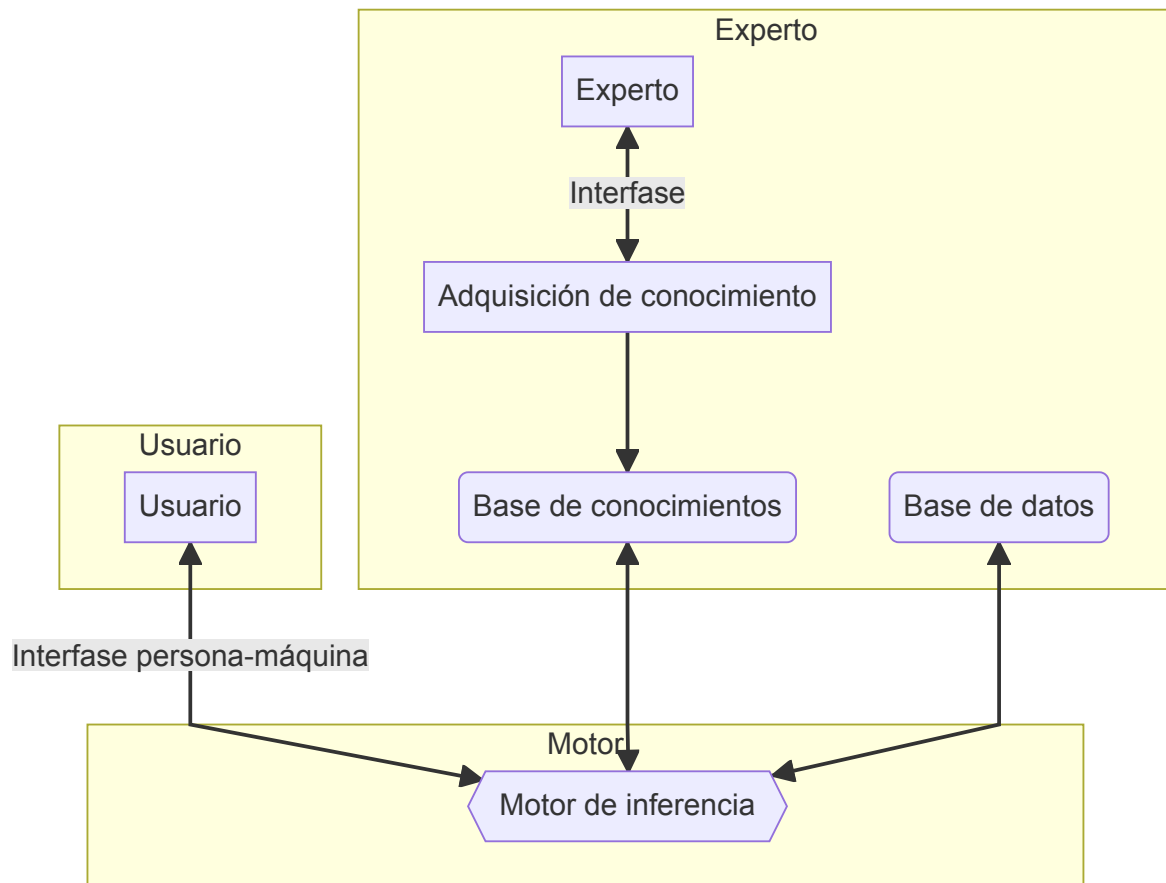 Experto
Experto
Interfase
Adquisición de conocimiento
Usuario
Usuario
Base de conocimientos
Base de datos
Interfase persona-máquina
Motor
Motor de inferencia